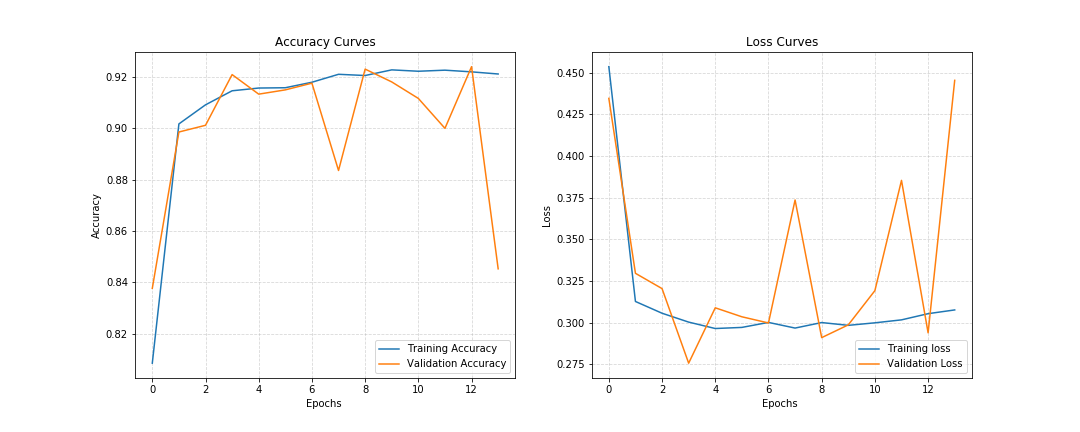 Accuracy Curves
0.92
0.90
0.88
0.86
0.84
0.82
Accuracy
0 2 4 6 8 10 12
Epochs
Training Accuracy
Validation Accuracy
Loss Curves
0.450
0.425
0.400
0.375
0.350
0.325
0.300
0.275
Loss
0 2 4 6 8 10 12
Epochs
Training loss
Validation Loss